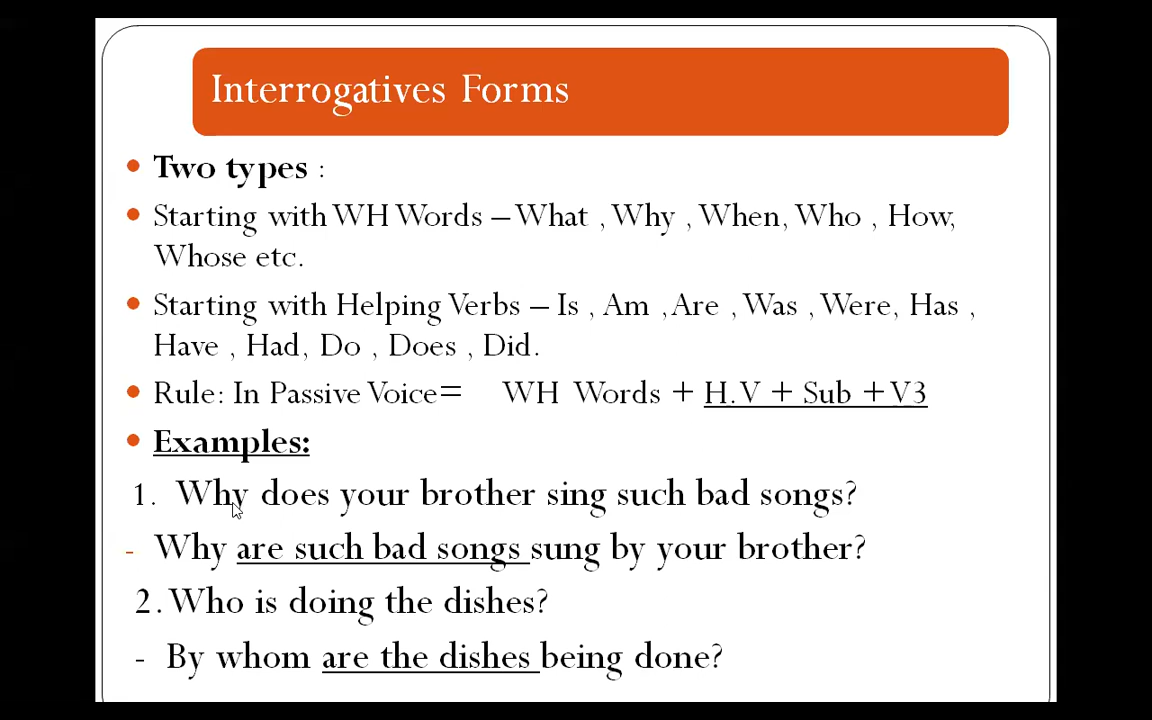 Interrogatives Forms
Two types :
Starting with WH Words – What , Why , When, Who , How,
Whose etc.
Starting with Helping Verbs – Is , Am , Are , Was , Were, Has ,
Have , Had, Do , Does , Did.
Rule: In Passive Voice= WH Words + H.V + Sub +V3
Examples:
1. Why does your brother sing such bad songs?
- Why are such bad songs sung by your brother?
2. Who is doing the dishes?
- By whom are the dishes being done?